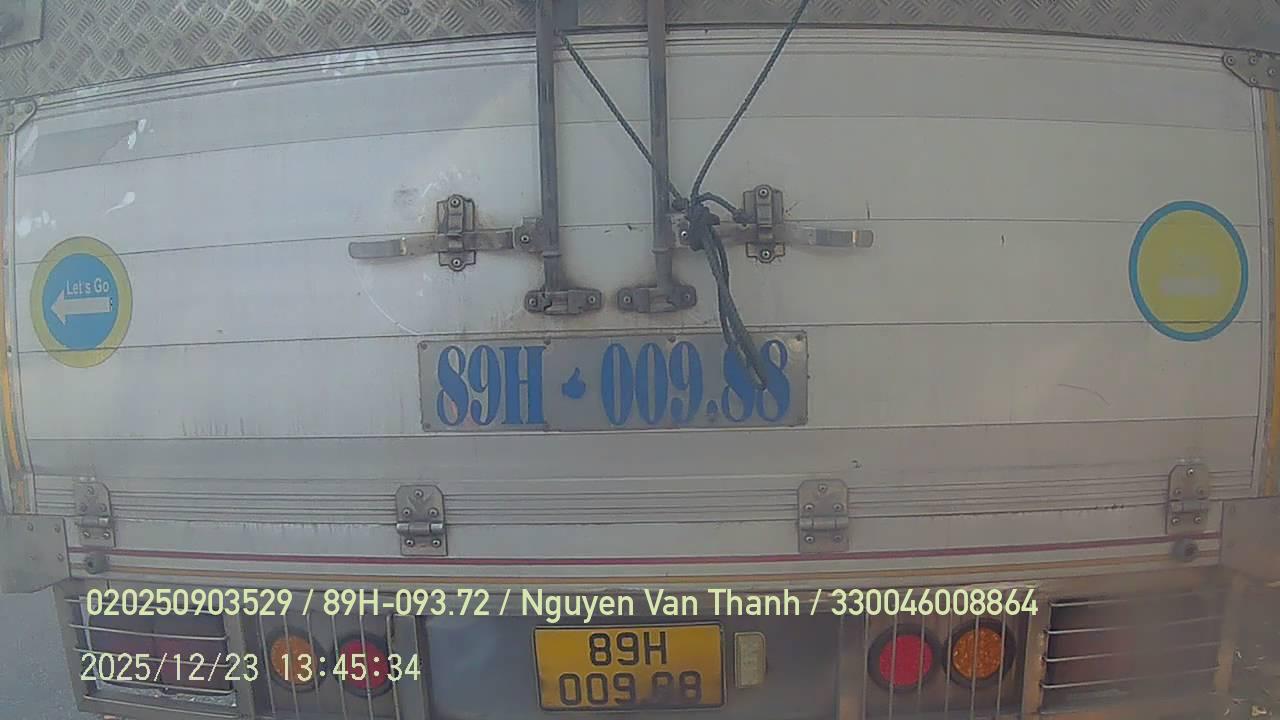 Let's Go
89H 009.88
020250903529 / 89H-093.72 / Nguyen Van Thanh / 330046008864
2025/12/23 13:45:34
89H
009.88